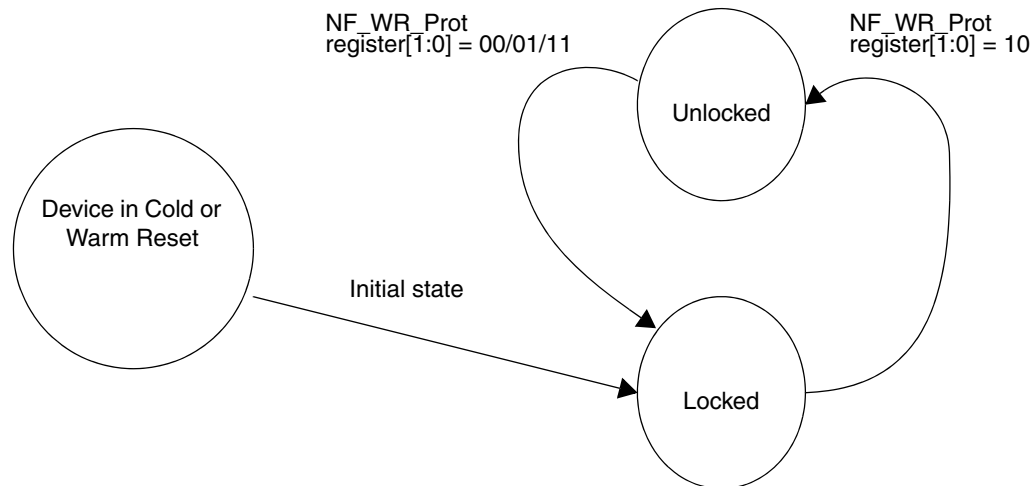 NF_WR_Prot
register[1:0] = 00/01/11
NF_WR_Prot
register[1:0] = 10
Unlocked
Device in Cold or
Warm Reset
Initial state
Locked